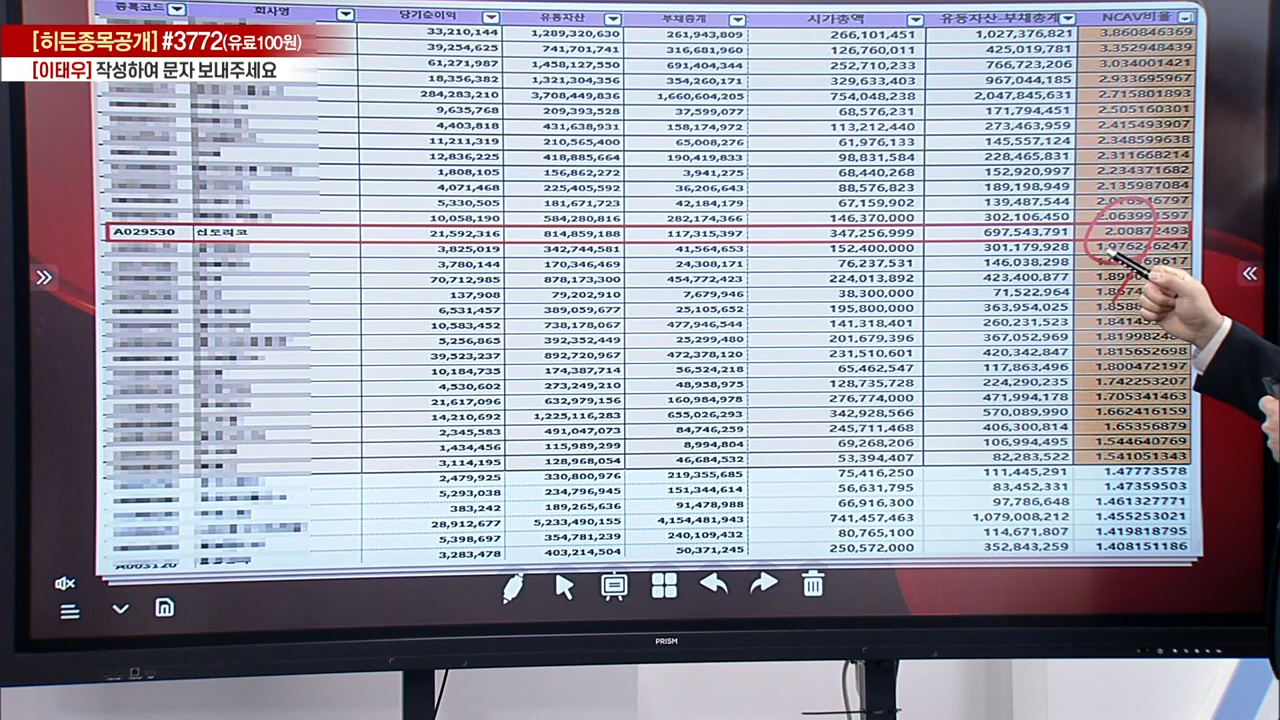 [히든종목공개] #3772(유료100원)
[이태우] 작성하여 문자 보내주세요
종목코드 회사명 당기순이익 유동자산 부채총계 시가총액 유동자산-부채총계 NCAV비율
33,210,144 1,289,320,630 261,943,809 266,101,451 1,027,376,821 3.860846369
39,254,625 741,701,741 316,681,960 126,760,011 425,019,781 3.352948439
61,271,987 1,458,127,550 691,404,344 252,710,233 766,723,206 3.034001421
18,356,382 1,321,304,356 354,260,171 329,633,403 967,044,185 2.933695967
284,283,210 3,708,449,836 1,660,604,205 754,048,238 2,047,845,631 2.715801893
9,635,768 209,393,528 37,599,077 68,576,231 171,794,451 2.505160301
4,403,818 431,638,931 158,174,972 113,212,440 273,463,959 2.415493907
11,211,319 210,565,400 65,008,276 61,976,133 145,557,124 2.348599638
12,836,225 418,885,664 190,419,833 98,831,584 228,465,831 2.311668214
1,808,105 156,862,272 3,941,275 68,440,268 152,920,997 2.234371682
4,071,468 225,405,592 36,206,643 88,576,823 189,198,949 2.135987084
5,330,505 181,671,723 42,184,179 67,159,202 139,487,544
10,058,190 584,280,816 282,174,366 146,370,000 302,106,450 2.063991597
A029530 신도리코 21,592,316 814,859,188 117,315,397 347,256,999 697,543,791 2.00872493
3,825,019 342,744,581 41,564,653 152,400,000 301,179,928 1.976246247
3,780,144 170,346,469 24,308,171 76,237,531 146,038,298
70,712,985 878,173,300 454,772,423 224,013,892 423,400,877
137,908 79,202,910 7,679,946 38,300,000 71,522,964
6,531,457 389,059,677 25,105,652 195,800,000 363,954,025
10,583,452 738,178,067 477,946,544 141,318,401 260,231,523
5,256,865 392,352,449 25,299,480 201,679,396 367,052,969
39,523,237 892,720,967 472,378,120 231,510,601 420,342,847 1.815652698
10,184,735 174,387,714 56,524,218 65,462,547 117,863,496 1.800472197
4,530,602 273,249,210 48,958,975 128,735,728 224,290,235 1.742253207
21,617,096 632,979,156 160,984,978 276,774,000 471,994,178 1.705341463
14,210,692 1,225,116,283 655,026,293 342,928,566 570,089,990 1.662416159
2,345,583 491,047,073 84,746,259 245,711,468 406,300,814 1.65356879
1,434,456 115,989,299 8,994,804 69,268,206 106,994,495 1.544640769
3,114,195 128,968,054 46,684,532 53,394,407 82,283,522 1.541051343
2,479,925 330,800,976 219,355,685 75,416,250 111,445,291 1.47773578
5,293,038 234,796,945 151,344,614 56,631,795 83,452,331 1.47359503
383,242 189,265,636 91,478,988 66,916,300 97,786,648 1.461327771
28,912,677 5,233,490,155 4,154,481,943 741,457,463 1,079,008,212 1.455253021
5,398,697 354,781,239 240,109,432 80,765,100 114,671,807 1.419818795
3,283,478 403,214,504 50,371,245 250,572,000 352,843,259 1.408151186
PRISM